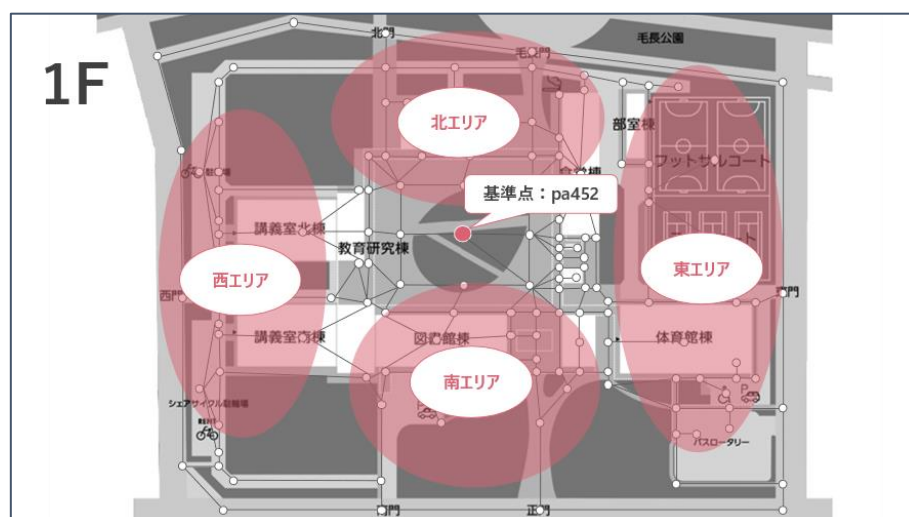 1F
北門
毛長門
毛長公園
北エリア
部室棟
フットサルコート
基準点：pa452
講義室北棟
教育研究棟
西エリア
東エリア
西門
講義室南棟
図書館棟
体育館棟
南エリア
シェアサイクル駐輪場
P
バスロータリー
正門